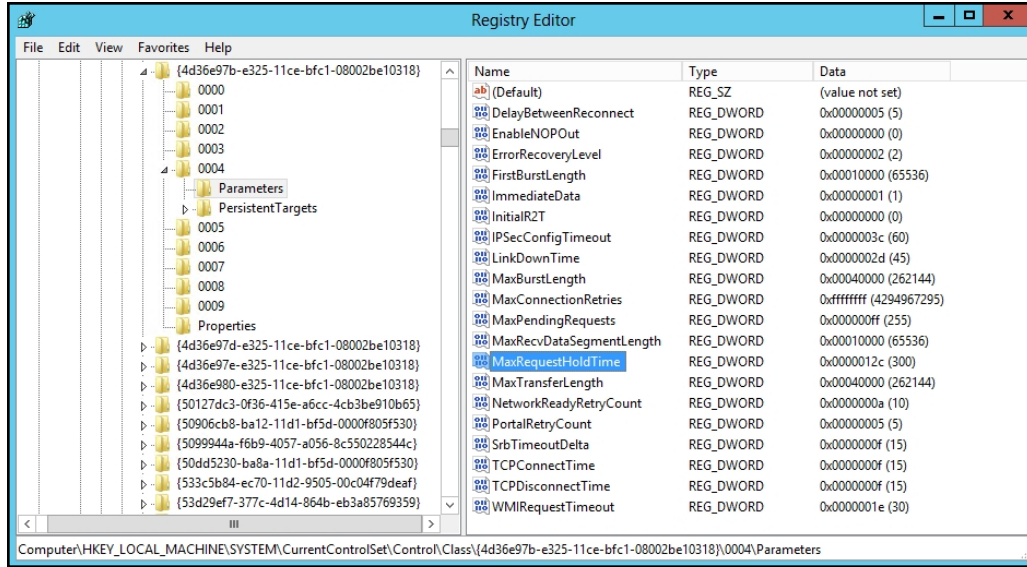 Registry Editor
File Edit View Favorites Help
{4d36e97b-e325-11ce-bfc1-08002be10318}
0000
0001
0002
0003
0004
Parameters
PersistentTargets
0005
0006
0007
0008
0009
Properties
{4d36e97d-e325-11ce-bfc1-08002be10318}
{4d36e97e-e325-11ce-bfc1-08002be10318}
{4d36e980-e325-11ce-bfc1-08002be10318}
{50127dc3-0f36-415e-a6cc-4cb3be910b65}
{50906cb8-ba12-11d1-bf5d-0000f805f530}
{5099944a-f6b9-4057-a056-8c550228544c}
{50dd5230-ba8a-11d1-bf5d-0000f805f530}
{533c5b84-ec70-11d2-9505-00c04f79deaf}
{53d29ef7-377c-4d14-864b-eb3a85769359}
Name Type Data
(Default) REG_SZ (value not set)
DelayBetweenReconnect REG_DWORD 0x00000005 (5)
EnableNOPOut REG_DWORD 0x00000000 (0)
ErrorRecoveryLevel REG_DWORD 0x00000002 (2)
FirstBurstLength REG_DWORD 0x00010000 (65536)
ImmediateData REG_DWORD 0x00000001 (1)
InitialR2T REG_DWORD 0x00000000 (0)
IPSecConfigTimeout REG_DWORD 0x0000003c (60)
LinkDownTime REG_DWORD 0x0000002d (45)
MaxBurstLength REG_DWORD 0x00040000 (262144)
MaxConnectionRetries REG_DWORD 0xffffffff (4294967295)
MaxPendingRequests REG_DWORD 0x000000ff (255)
MaxRecvDataSegmentLength REG_DWORD 0x00010000 (65536)
MaxRequestHoldTime REG_DWORD 0x0000012c (300)
MaxTransferLength REG_DWORD 0x00040000 (262144)
NetworkReadyRetryCount REG_DWORD 0x0000000a (10)
PortalRetryCount REG_DWORD 0x00000005 (5)
SrbTimeoutDelta REG_DWORD 0x0000000f (15)
TCPConnectTime REG_DWORD 0x0000000f (15)
TCPDisconnectTime REG_DWORD 0x0000000f (15)
WMIRequestTimeout REG_DWORD 0x0000001e (30)
Computer\HKEY_LOCAL_MACHINE\SYSTEM\CurrentControlSet\Control\Class\{4d36e97b-e325-11ce-bfc1-08002be10318}\0004\Parameters